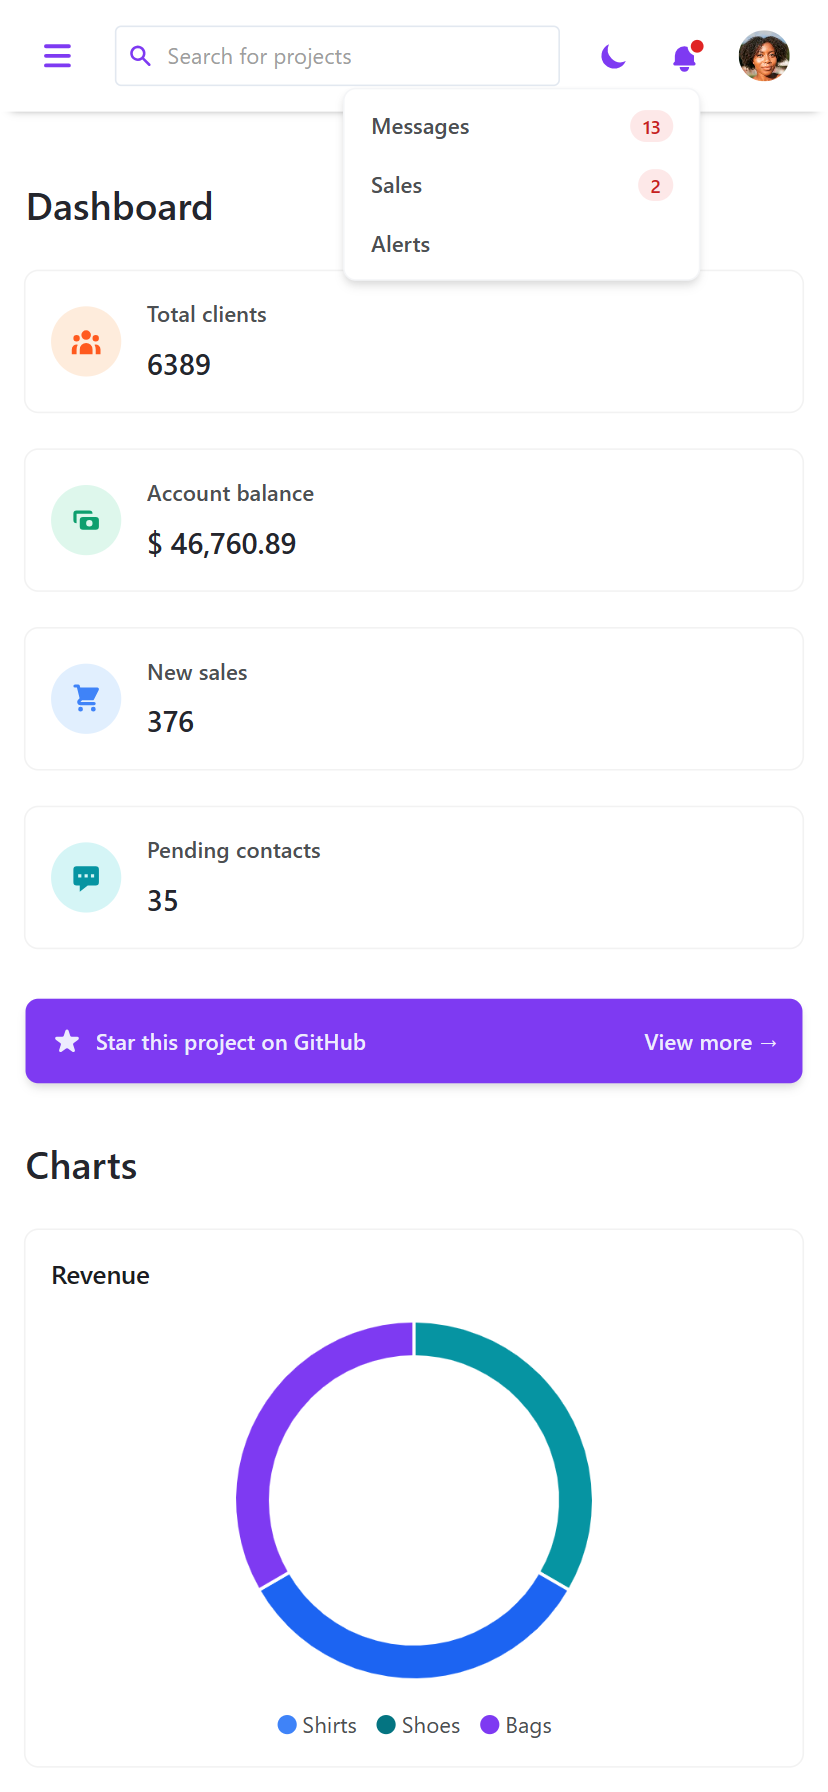 Search for projects
Messages 13
Sales 2
Alerts
Dashboard
Total clients
6389
Account balance
$ 46,760.89
New sales
376
Pending contacts
35
Star this project on GitHub View more →
Charts
Revenue
Shirts Shoes Bags